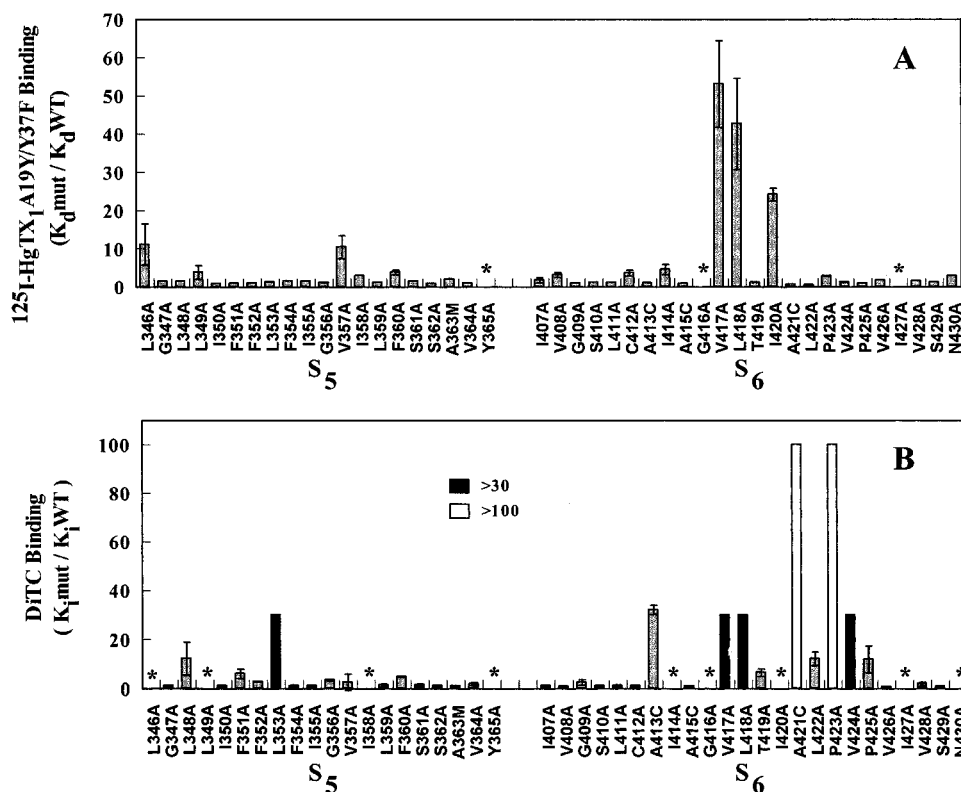 A
125I-HgTX1A19Y/Y37F Binding
(Kdmut / KdWT)
70
60
50
40
30
20
10
0
*
*
*
L346A
G347A
L348A
L349A
I350A
F351A
F352A
L353A
F354A
I355A
G356A
V357A
I358A
L359A
F360A
S361A
S362A
A363M
V364A
Y365A
I407A
V408A
G409A
S410A
L411A
C412A
A413C
I414A
A415C
G416A
V417A
L418A
T419A
I420A
A421C
L422A
P423A
V424A
P425A
V426A
I427A
V428A
S429A
N430A
S5
S6
B
DiTC Binding
( Kimut / KiWT)
100
80
60
40
20
0
>30
>100
*
*
*
*
*
*
*
*
*
L346A
G347A
L348A
L349A
I350A
F351A
F352A
L353A
F354A
I355A
G356A
V357A
I358A
L359A
F360A
S361A
S362A
A363M
V364A
Y365A
I407A
V408A
G409A
S410A
L411A
C412A
A413C
I414A
A415C
G416A
V417A
L418A
T419A
I420A
A421C
L422A
P423A
V424A
P425A
V426A
I427A
V428A
S429A
N430A
S5
S6